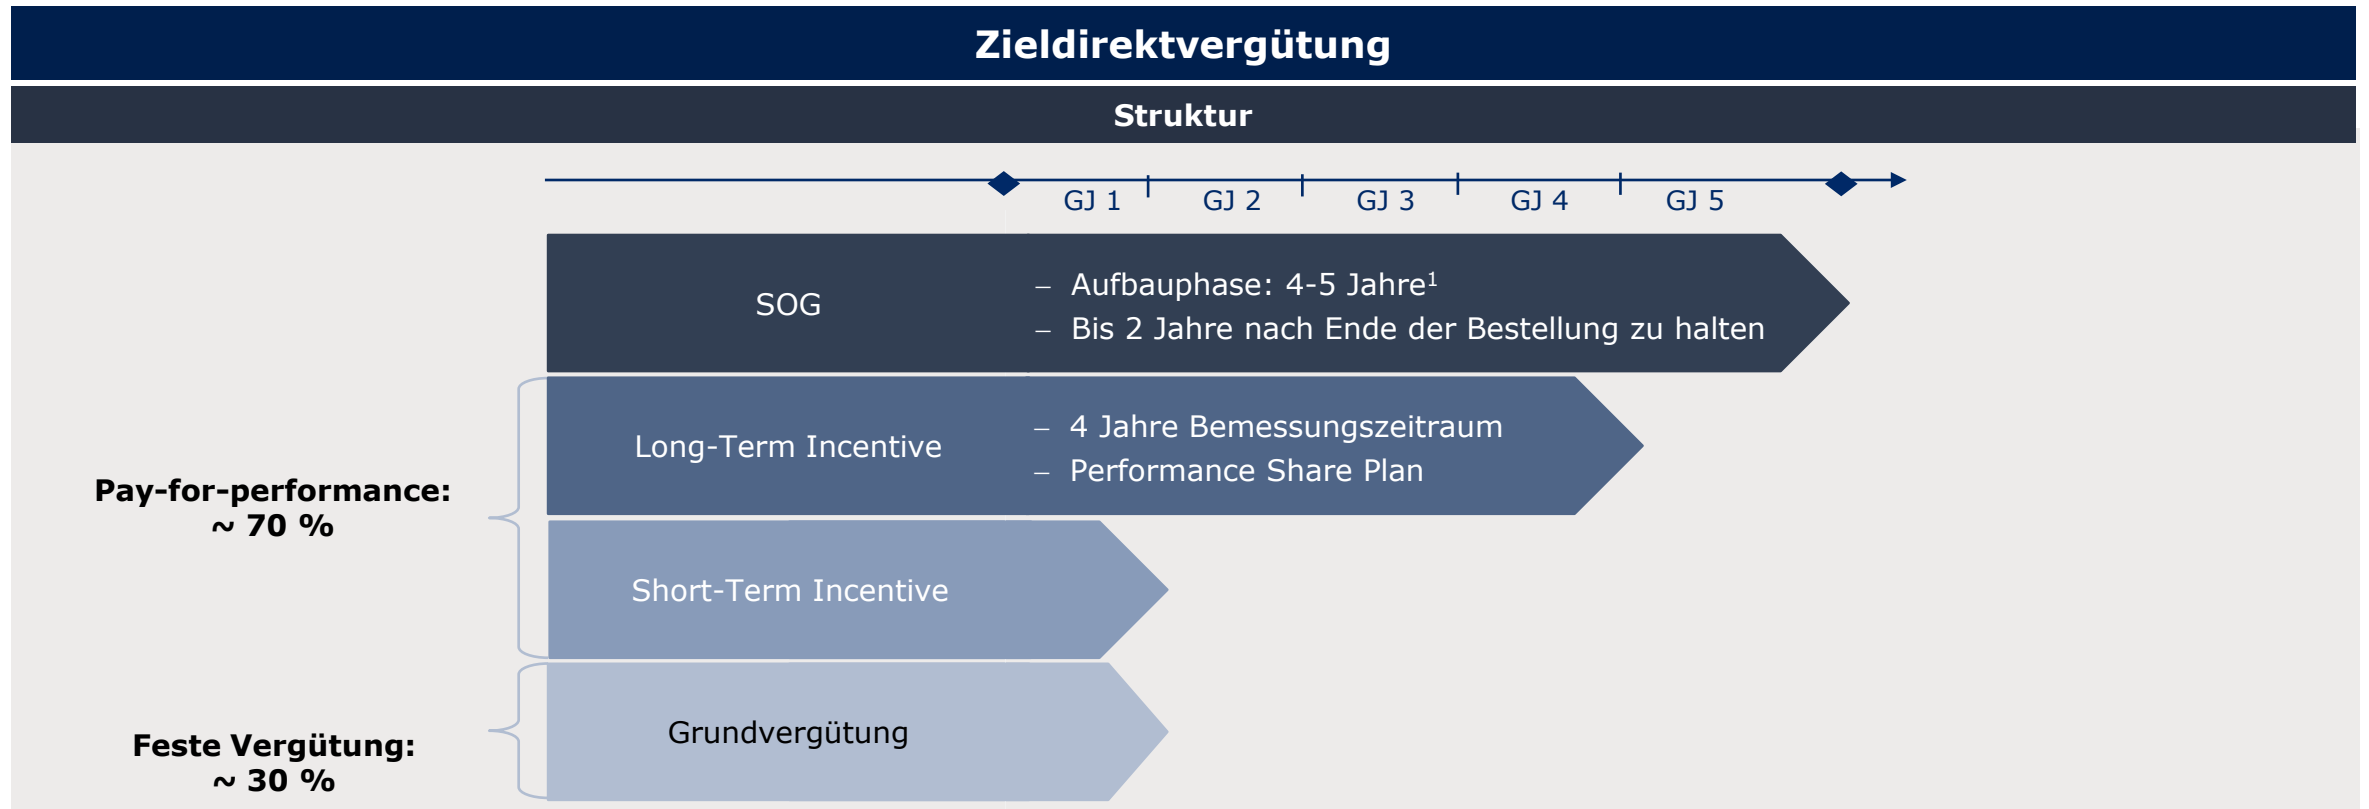 Zieldirektvergütung
Struktur
GJ 1 GJ 2 GJ 3 GJ 4 GJ 5
SOG
– Aufbauphase: 4-5 Jahre¹
– Bis 2 Jahre nach Ende der Bestellung zu halten
Long-Term Incentive
– 4 Jahre Bemessungszeitraum
– Performance Share Plan
Pay-for-performance:
~ 70 %
Short-Term Incentive
Grundvergütung
Feste Vergütung:
~ 30 %